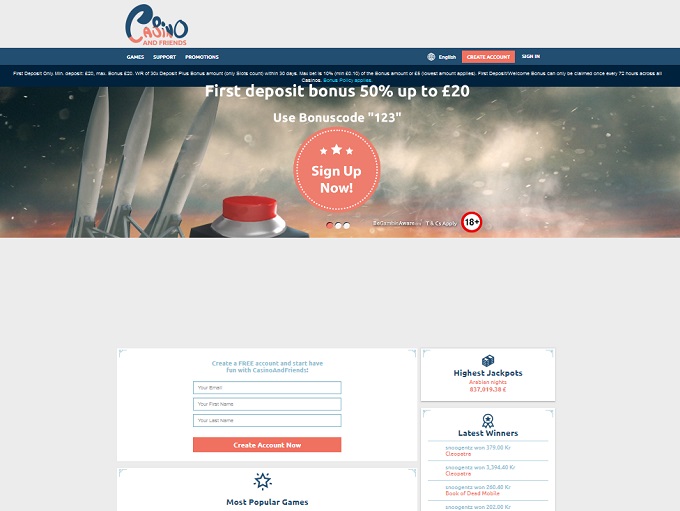 Casino
AND FRIENDS
GAMES SUPPORT PROMOTIONS English CREATE ACCOUNT SIGN IN
First Deposit Only. Min. deposit: £20, max. Bonus £20. WR of 30x Deposit Plus Bonus amount (only Slots count) within 30 days. Max bet is 10% (min £0.10) of the Bonus amount or £5 (lowest amount applies). First Deposit/Welcome Bonus can only be claimed once every 72 hours across all
Casinos. Bonus Policy applies.
First deposit bonus 50% up to £20
Use Bonuscode "123"
Sign Up
Now!
BeGambleAware T & Cs Apply 18+
Create a FREE account and start have
fun with CasinoAndFriends!
Your Email
Your First Name
Your Last Name
Create Account Now
Most Popular Games
Highest Jackpots
Arabian nights
837,019.38 £
Latest Winners
snoogentz won 379.00 Kr
Cleopatra
snoogentz won 3,394.40 Kr
Cleopatra
snoogentz won 260.40 Kr
Book of Dead Mobile
snoogentz won 202.00 Kr